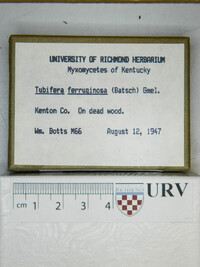 UNIVERSITY OF RICHMOND HERBARIUM
Myxomycetes of Kentucky
Tubifera ferruginosa (Batsch) Gmel.
Kenton Co. On dead wood.
Wm. Botts M66 August 12, 1947
cm 1 2 3 4 URV